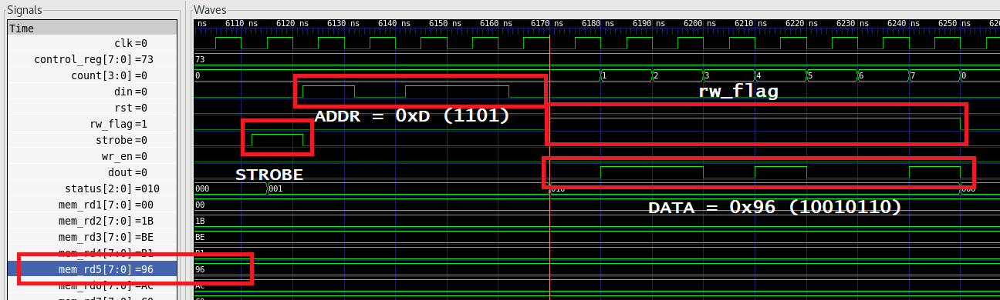 Signals
Waves
Time
ns 6110 ns 6120 ns 6130 ns 6140 ns 6150 ns 6160 ns 6170 ns 6180 ns 6190 ns 6200 ns 6210 ns 6220 ns 6230 ns 6240 ns 6250 ns
clk=0
control_reg[7:0]=73
73
count[3:0]=0
0 1 2 3 4 5 6 7 0
din=0
rw_flag
rst=0
ADDR = 0xD (1101)
rw_flag=1
strobe=0
wr_en=0
dout=0
STROBE
status[2:0]=010
000 001 010 000
mem_rd1[7:0]=00
00
DATA = 0x96 (10010110)
mem_rd2[7:0]=1B
1B
mem_rd3[7:0]=BE
BE
mem_rd4[7:0]=B1
B1
mem_rd5[7:0]=96
96
mem_rd6[7:0]=AC
AC